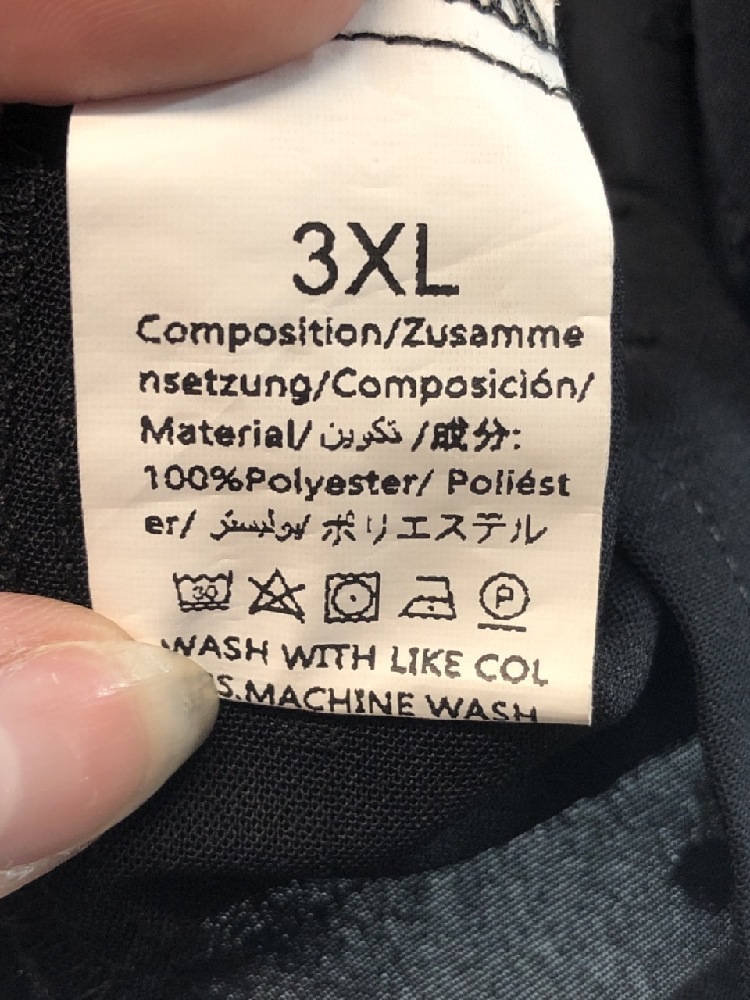 3XL
Composition/Zusamme
nsetzung/Composición/
Material/ تكوين /成分:
100%Polyester/ Poliést
er/ بوليستر/ ポリエステル
30
P
WASH WITH LIKE COL
S.MACHINE WASH